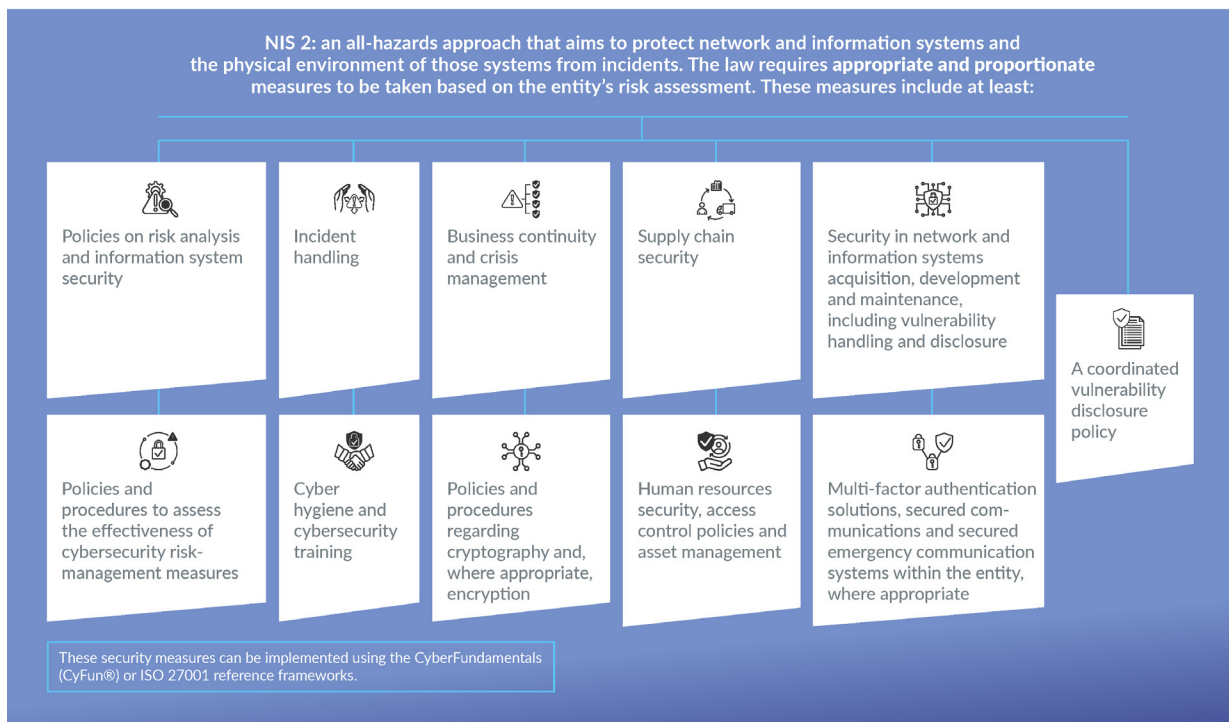 NIS 2: an all-hazards approach that aims to protect network and information systems and
the physical environment of those systems from incidents. The law requires appropriate and proportionate
measures to be taken based on the entity’s risk assessment. These measures include at least:
Policies on risk analysis
and information system
security
Incident
handling
Business continuity
and crisis
management
Supply chain
security
Security in network and
information systems
acquisition, development
and maintenance,
including vulnerability
handling and disclosure
A coordinated
vulnerability
disclosure
policy
Policies and
procedures to assess
the effectiveness of
cybersecurity risk-
management measures
Cyber
hygiene and
cybersecurity
training
Policies and
procedures
regarding
cryptography and,
where appropriate,
encryption
Human resources
security, access
control policies and
asset management
Multi-factor authentication
solutions, secured com-
munications and secured
emergency communication
systems within the entity,
where appropriate
These security measures can be implemented using the CyberFundamentals
(CyFun®) or ISO 27001 reference frameworks.